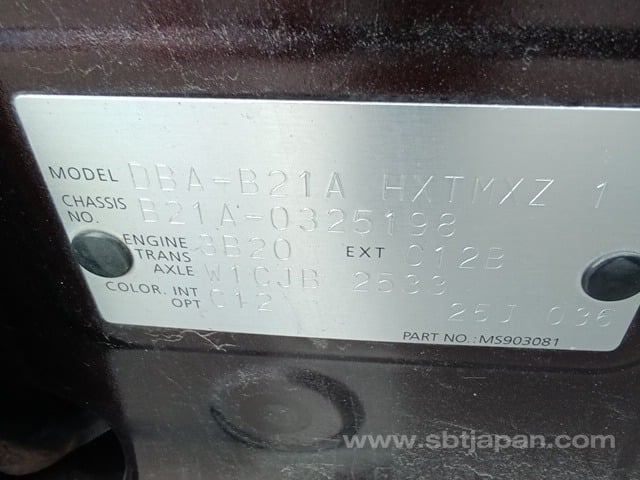 MODEL DBA-B21A HXTMXZ 1
CHASSIS NO. B21A-0325198
ENGINE 3B20 EXT C12B
TRANS AXLE W1CJB 2533
COLOR. INT OPT C12 25J 036
PART NO.: MS903081
www.sbtjapan.com